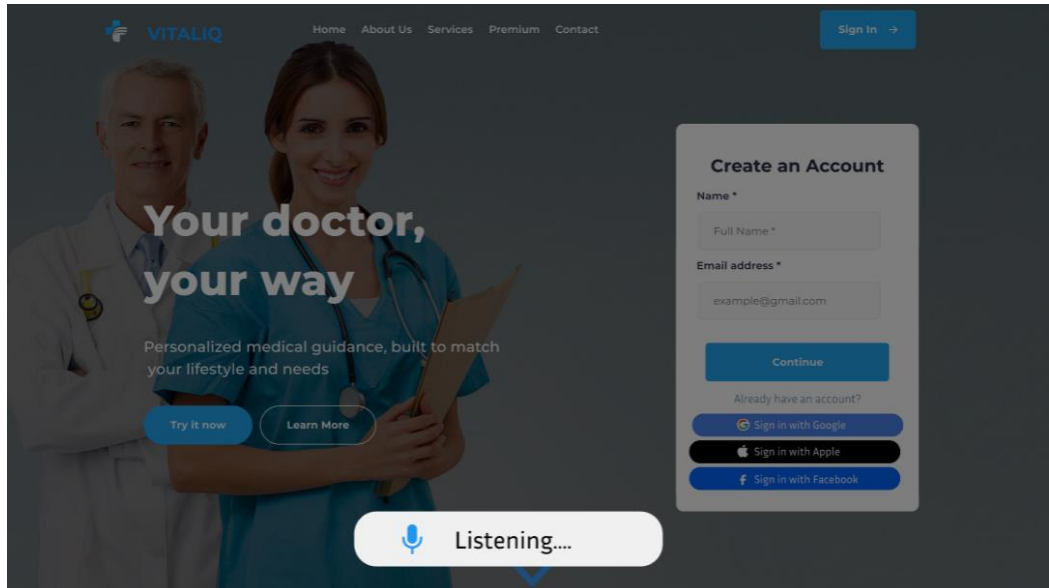 VITALIQ
Home About Us Services Premium Contact
Sign In →
Your doctor,
your way
Personalized medical guidance, built to match
your lifestyle and needs
Try it now
Learn More
Create an Account
Name *
Full Name *
Email address *
example@gmail.com
Continue
Already have an account?
Sign in with Google
Sign in with Apple
Sign in with Facebook
Listening....